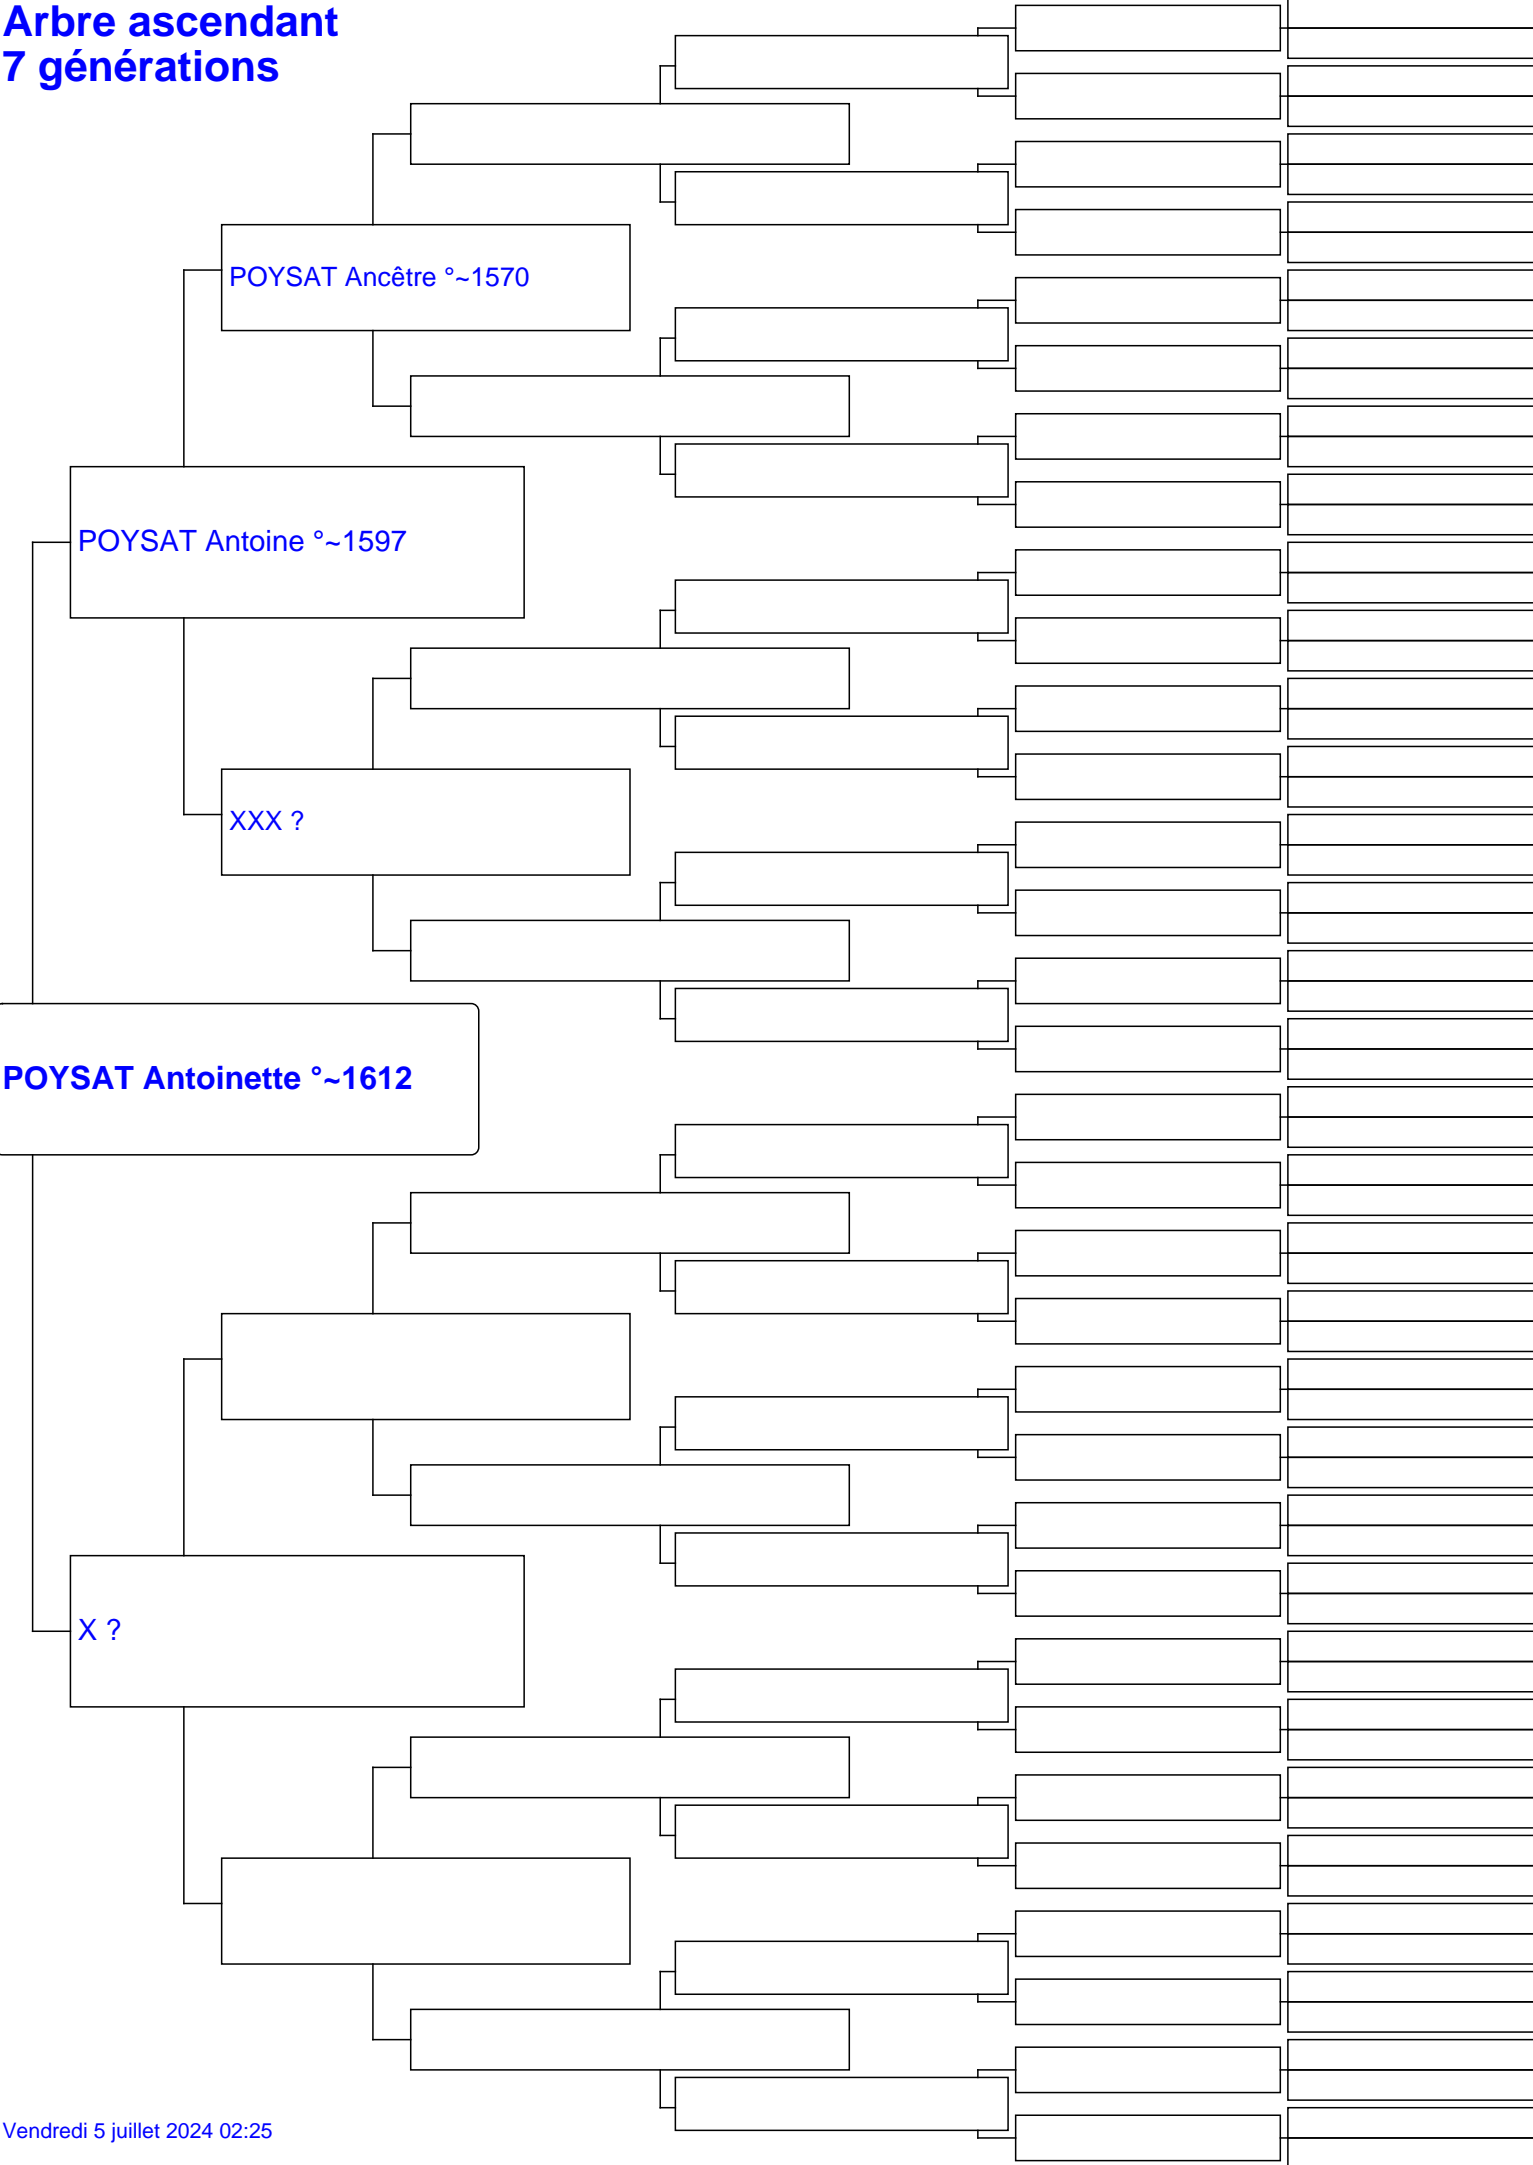 Arbre ascendant
7 générations
POYSAT Ancêtre °~1570
POYSAT Antoine °~1597
XXX ?
POYSAT Antoinette °~1612
X ?
Vendredi 5 juillet 2024 02:25